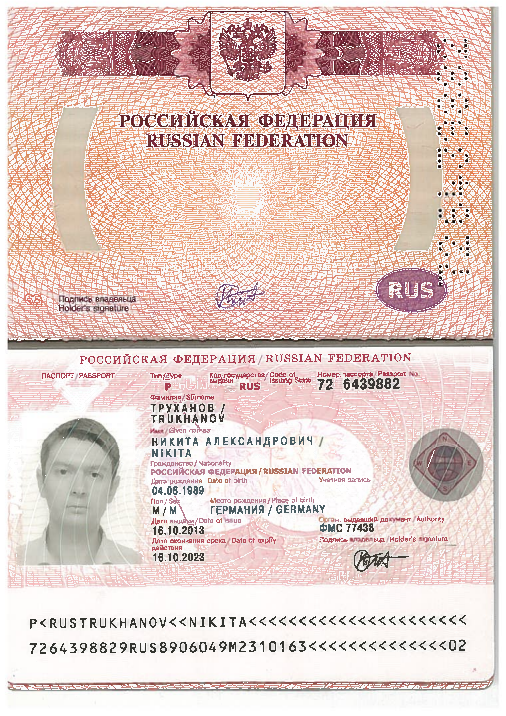 РОССИЙСКАЯ ФЕДЕРАЦИЯ
RUSSIAN FEDERATION
Подпись владельца
Holder's signature
RUS
РОССИЙСКАЯ ФЕДЕРАЦИЯ / RUSSIAN FEDERATION
ПАСПОРТ / PASSPORT
Тип / Type
Код государства / Code of
выдачи issuing State
Номер паспорта / Passport No.
P RUS 72 6439882
Фамилия / Surname
ТРУХАНОВ /
TRUKHANOV
Имя / Given names
НИКИТА АЛЕКСАНДРОВИЧ /
NIKITA
Гражданство / Nationality
РОССИЙСКАЯ ФЕДЕРАЦИЯ / RUSSIAN FEDERATION
Дата рождения Date of birth Учетная запись
04.06.1989
Пол / Sex Место рождения / Place of birth
М / M ГЕРМАНИЯ / GERMANY
Дата выдачи / Date of issue Орган, выдавший документ / Authority
16.10.2013 ФМС 77438
Дата окончания срока / Date of expiry
действия
Подпись владельца / Holder's signature
16.10.2023
P<RUSTRUKHANOV<<NIKITA<<<<<<<<<<<<<<<<<<<<<<
7264398829RUS8906049M2310163<<<<<<<<<<<<<<02